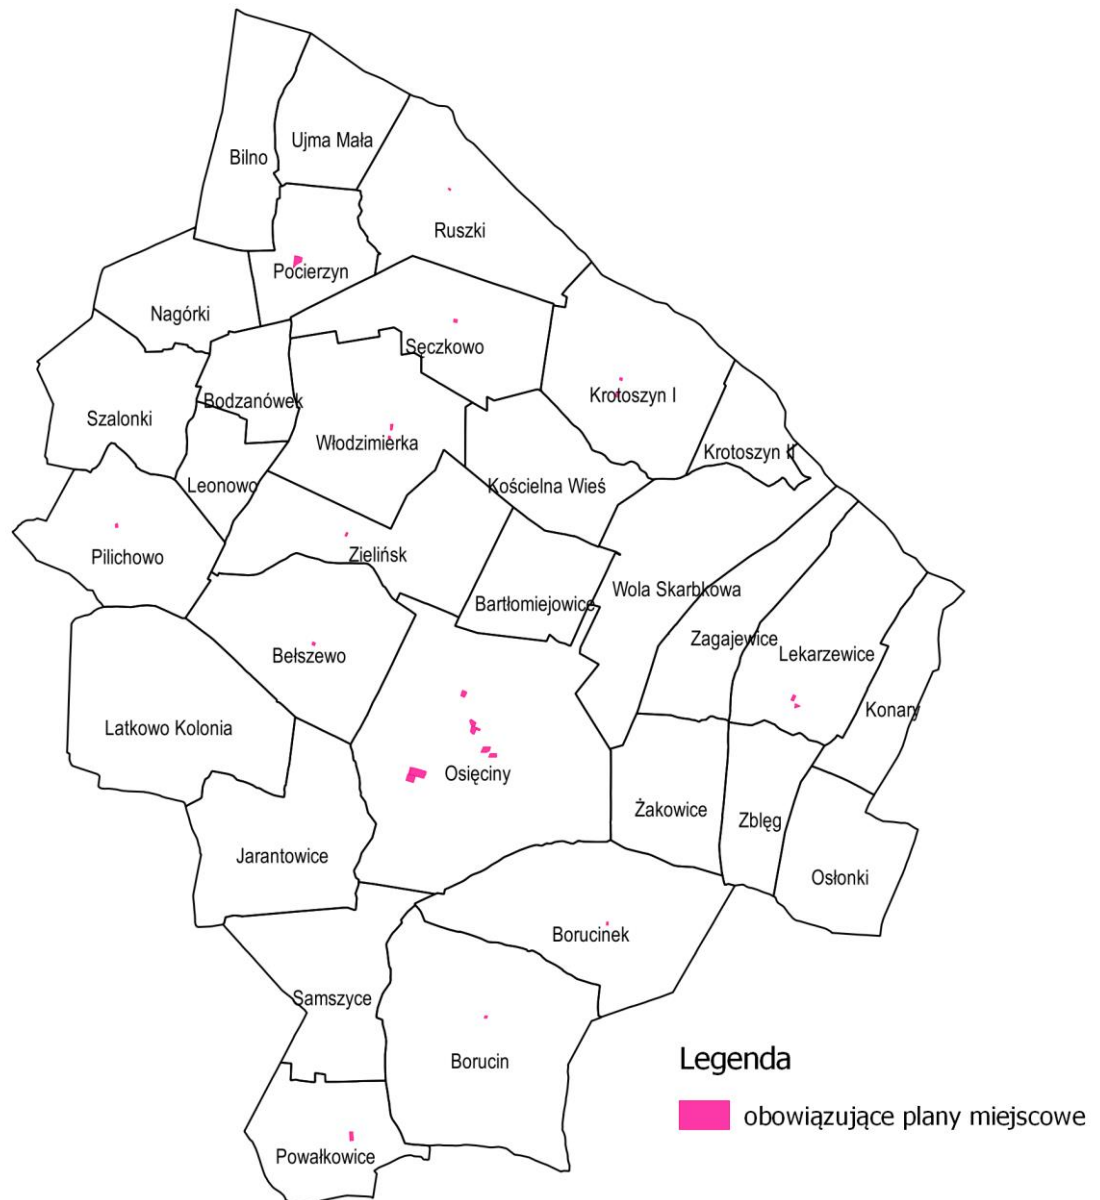 Ujma Mała
Bilno
Ruszki
Pocierzyn
Nagórki
Sęczkowo
Krotoszyn I
Bodzanówek
Szalonki
Włodzimierka
Krotoszyn II
Leonowo
Kościelna Wieś
Pilichowo
Zielińsk
Wola Skarbkowa
Bartłomiejowice
Zagajewice
Bełszewo
Lekarzewice
Konary
Latkowo Kolonia
Osięciny
Żakowice
Zblęg
Jarantowice
Osłonki
Borucinek
Samszyce
Borucin
Legenda
obowiązujące plany miejscowe
Powałkowice